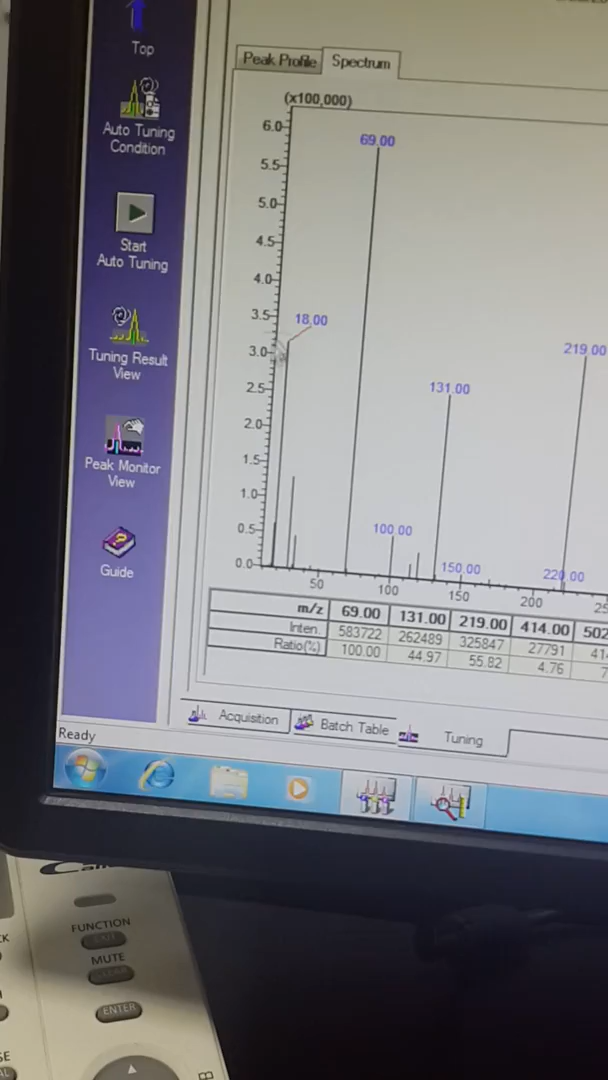 Top
Auto Tuning
Condition
Start
Auto Tuning
Tuning Result
View
Peak Monitor
View
Guide
Peak Profile Spectrum
(x100,000)
6.0
69.00
5.5
5.0
4.5
4.0
3.5
18.00
3.0
219.00
2.5
131.00
2.0
1.5
1.0
0.5
100.00
150.00
220.00
0.0
50 100 150 200
m/z 69.00 131.00 219.00 414.00 502
Inten. 583722 262489 325847 27791 41
Ratio(%) 100.00 44.97 55.82 4.76 7
Acquisition Batch Table Tuning
Ready
FUNCTION
MUTE
ENTER